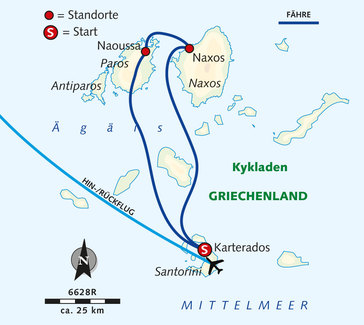 = Standorte
S = Start
FÄHRE
Naoussa
Paros
Naxos
Naxos
Antiparos
Ägäis
Kykladen
GRIECHENLAND
HIN-/RÜCKFLUG
S
Karterados
Santorini
N
6628R
ca. 25 km
MITTELMEER